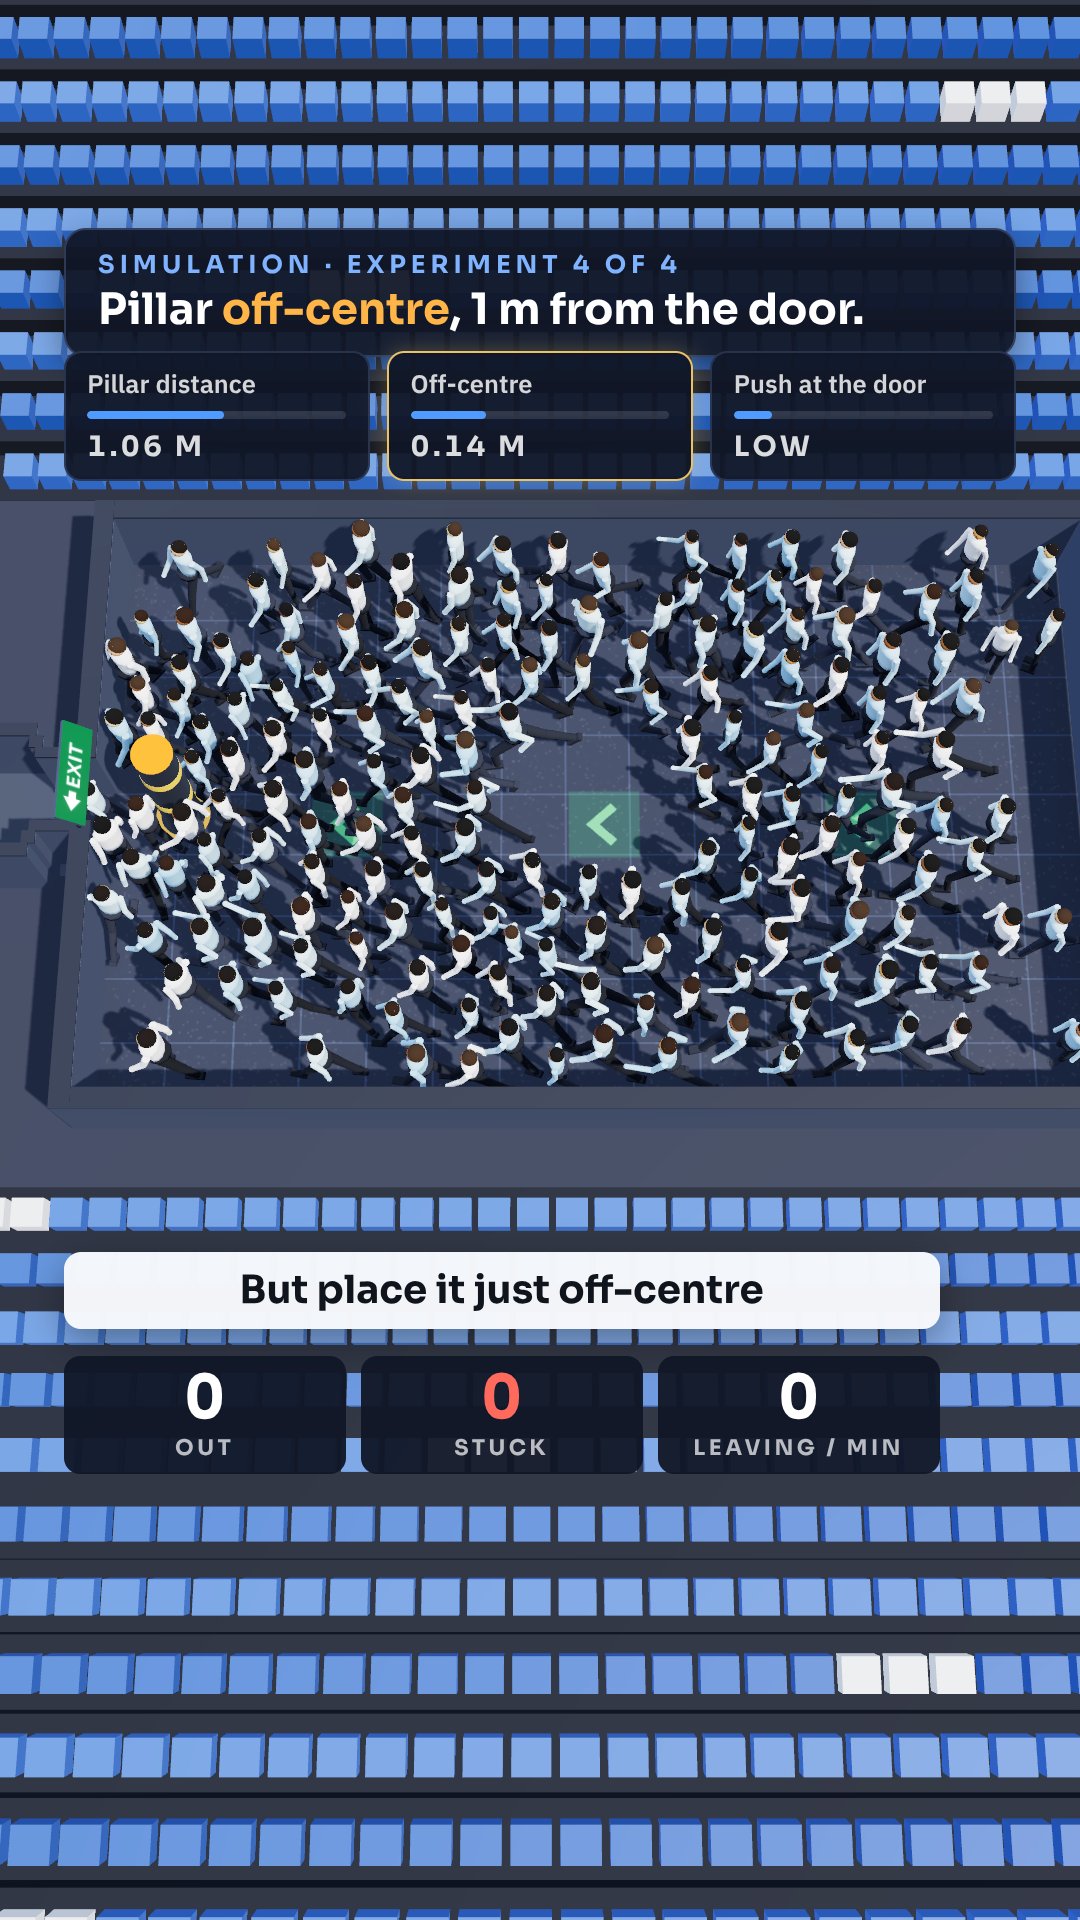 SIMULATION · EXPERIMENT 4 OF 4
Pillar off-centre, 1 m from the door.
Pillar distance
1.06 M
Off-centre
0.14 M
Push at the door
LOW
EXIT
But place it just off-centre
0
OUT
0
STUCK
0
LEAVING / MIN